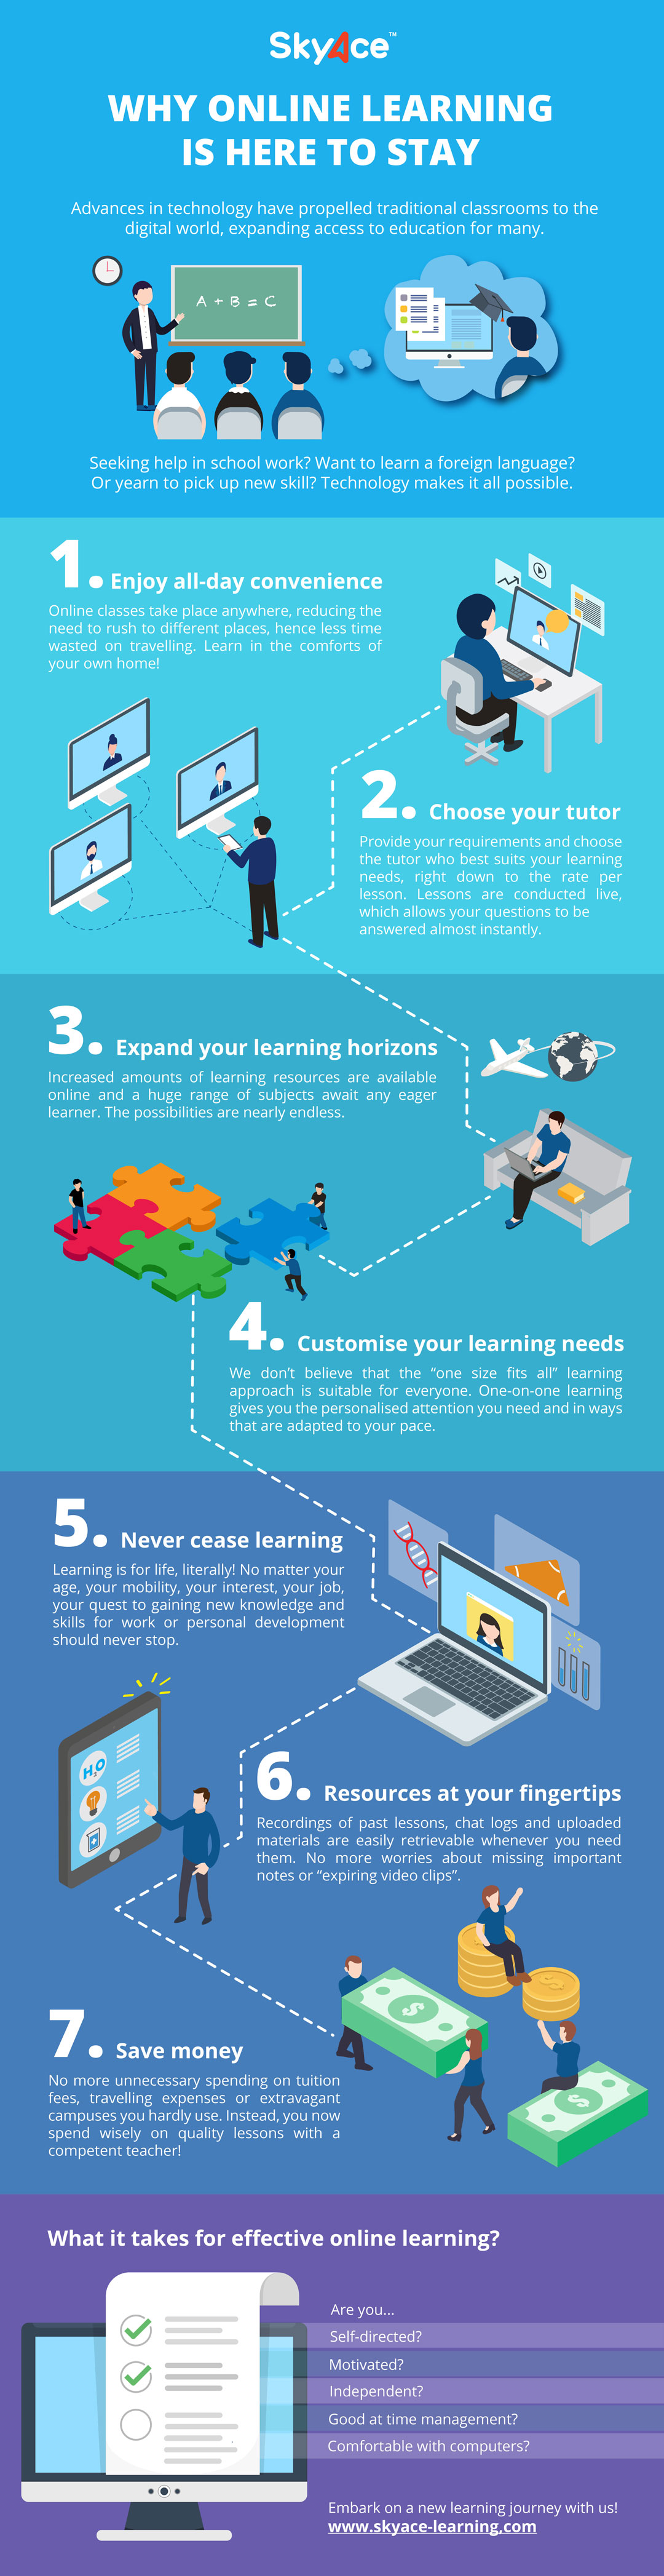 SkyAce™
WHY ONLINE LEARNING
IS HERE TO STAY
Advances in technology have propelled traditional classrooms to the
digital world, expanding access to education for many.
A + B = C
Seeking help in school work? Want to learn a foreign language?
Or yearn to pick up new skill? Technology makes it all possible.
1. Enjoy all-day convenience
Online classes take place anywhere, reducing the
need to rush to different places, hence less time
wasted on travelling. Learn in the comforts of
your own home!
2. Choose your tutor
Provide your requirements and choose
the tutor who best suits your learning
needs, right down to the rate per
lesson. Lessons are conducted live,
which allows your questions to be
answered almost instantly.
3. Expand your learning horizons
Increased amounts of learning resources are available
online and a huge range of subjects await any eager
learner. The possibilities are nearly endless.
4. Customise your learning needs
We don't believe that the "one size fits all" learning
approach is suitable for everyone. One-on-one learning
gives you the personalised attention you need and in ways
that are adapted to your pace.
5. Never cease learning
Learning is for life, literally! No matter your
age, your mobility, your interest, your job,
your quest to gaining new knowledge and
skills for work or personal development
should never stop.
H2O
6. Resources at your fingertips
Recordings of past lessons, chat logs and uploaded
materials are easily retrievable whenever you need
them. No more worries about missing important
notes or "expiring video clips".
$
$
7. Save money
No more unnecessary spending on tuition
fees, travelling expenses or extravagant
campuses you hardly use. Instead, you now
spend wisely on quality lessons with a
competent teacher!
What it takes for effective online learning?
Are you...
Self-directed?
Motivated?
Independent?
Good at time management?
Comfortable with computers?
Embark on a new learning journey with us!
www.skyace-learning.com